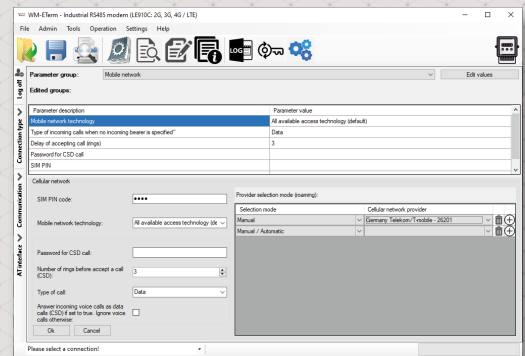 WM-ETerm - Industrial RS485 modem (LE910C: 2G, 3G, 4G / LTE)
File Admin Tools Operation Settings Help
LOG
Parameter group: Mobile network Edit values
Edited groups:
Log off
Connection type
Communication
AT interface
Parameter description Parameter value
Mobile network technology All available access technology (default)
Type of incoming calls when no incoming bearer is specified" Data
Delay of accepting call (rings) 3
Password for CSD call
SIM PIN
Cellular network
SIM PIN code: ••••
Mobile network technology: All available access technology (de
Password for CSD call:
Number of rings before accept a call (CSD): 3
Type of call: Data
Answer incoming voice calls as data
calls (CSD) if set to true. Ignore voice
calls otherwise:
Ok Cancel
Provider selection mode (roaming):
Selection mode Cellular network provider
Manual Germany Telekom/T-mobile - 26201
Manual / Automatic
Please select a connection!